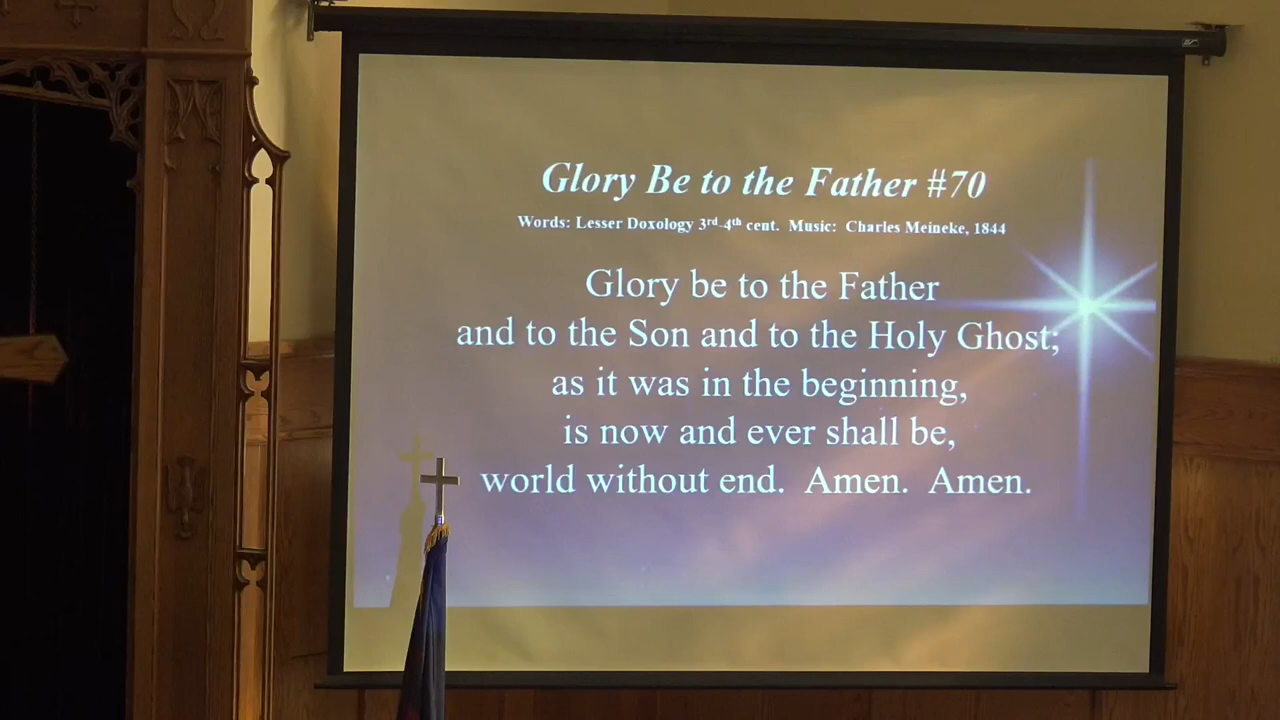 Glory Be to the Father #70
Words: Lesser Doxology 3rd-4th cent. Music: Charles Meineke, 1844
Glory be to the Father
and to the Son and to the Holy Ghost;
as it was in the beginning,
is now and ever shall be,
world without end. Amen. Amen.